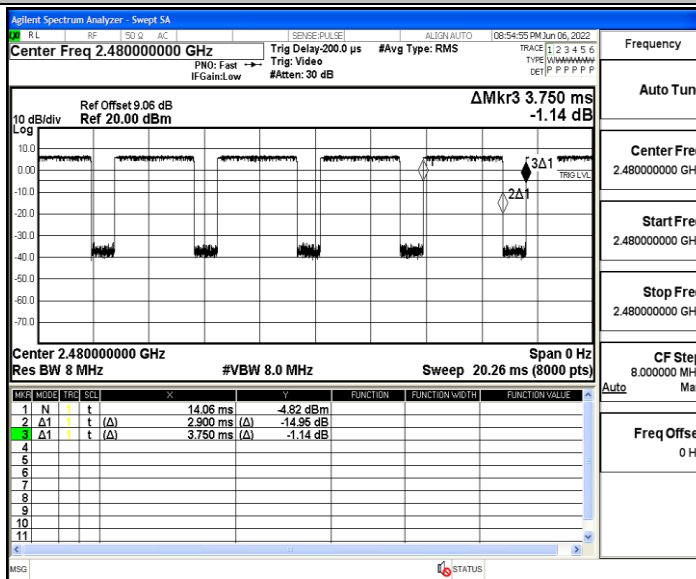 Agilent Spectrum Analyzer - Swept SA
RL RF 50 Ω AC SENSE:PULSE ALIGN AUTO 08:54:55 PM Jun 06, 2022
Center Freq 2.480000000 GHz
PNO: Fast
IFGain:Low
Trig Delay-200.0 µs
Trig: Video
#Atten: 30 dB
#Avg Type: RMS
TRACE 1 2 3 4 5 6
TYPE
DET P P P P P P
Frequency
Auto Tun
Center Fre
2.480000000 GH
Start Fre
2.480000000 GH
Stop Fre
2.480000000 GH
CF Ste
8.000000 MH
Auto Ma
Freq Offse
0 H
Ref Offset 9.06 dB
10 dB/div Ref 20.00 dBm
Log
ΔMkr3 3.750 ms
-1.14 dB
10.0
0.00
-10.0
-20.0
-30.0
-40.0
-50.0
-60.0
-70.0
1
3Δ1
TRIG LVL
2Δ1
Center 2.480000000 GHz Span 0 Hz
Res BW 8 MHz #VBW 8.0 MHz Sweep 20.26 ms (8000 pts)
MKR MODE TRC SCL X Y FUNCTION FUNCTION WIDTH FUNCTION VALUE
1 N 1 t 14.06 ms -4.82 dBm
2 Δ1 1 t (Δ) 2.900 ms (Δ) -14.95 dB
3 Δ1 1 t (Δ) 3.750 ms (Δ) -1.14 dB
4
5
6
7
8
9
10
11
MSG STATUS